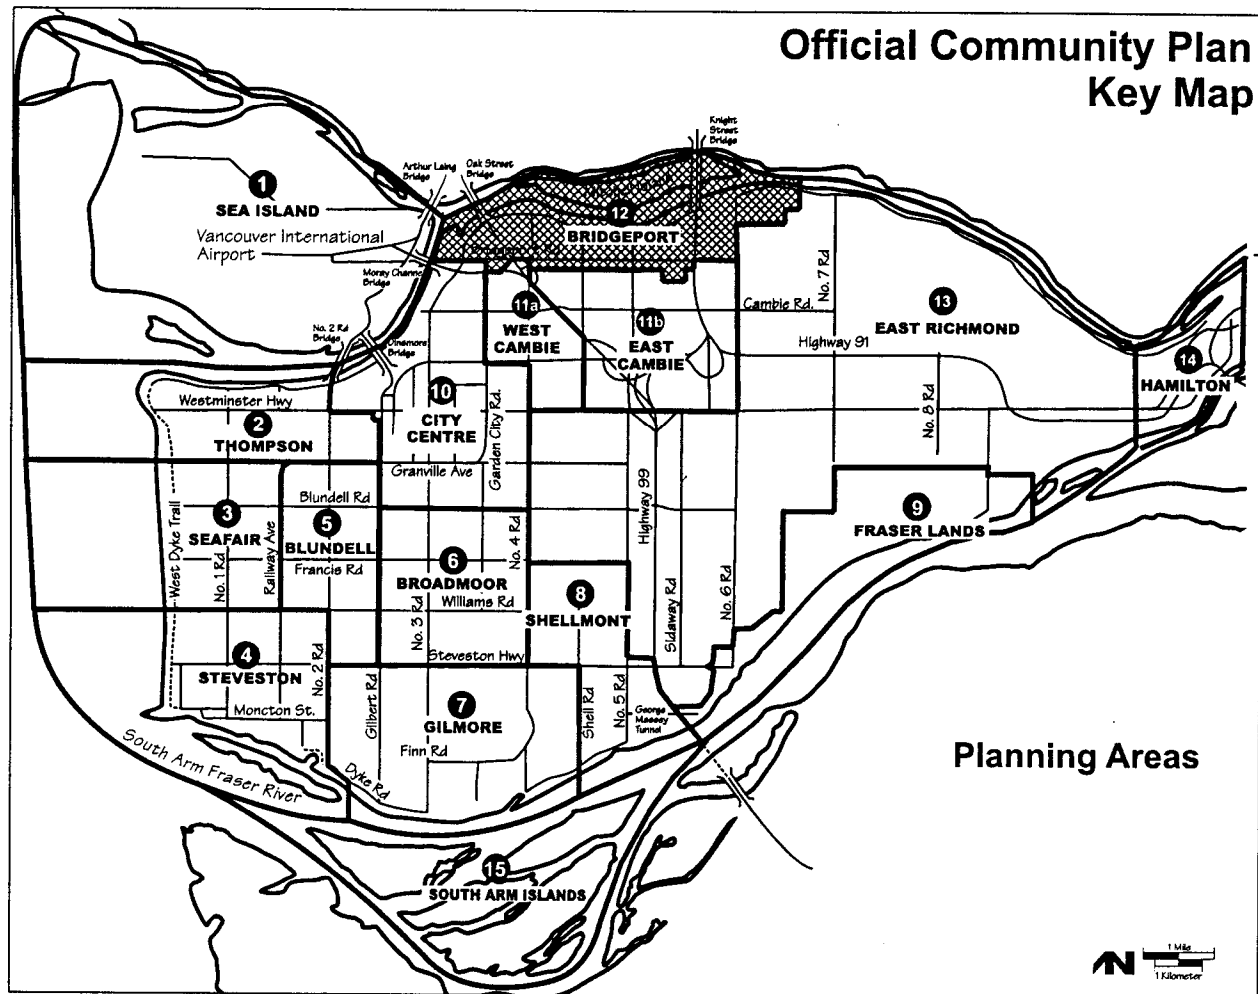 Official Community Plan
Key Map
Knight
Street
Bridge
Arthur Laing
Bridge
Oak Street
Bridge
1
SEA ISLAND
Vancouver International
Airport
12
BRIDGEPORT
Moray Channel
Bridge
No. 2 Rd
Bridge
Dinsmore
Bridge
11a
WEST
CAMBIE
11b
EAST
CAMBIE
Cambie Rd.
No. 7 Rd
13
EAST RICHMOND
Highway 91
14
HAMILTON
Westminster Hwy
2
THOMPSON
10
CITY
CENTRE
Garden City Rd.
No. 8 Rd
Granville Ave
Blundell Rd
3
SEAFAIR
5
BLUNDELL
Francis Rd
West Dyke Trail
No. 1 Rd
Railway Ave
6
BROADMOOR
Williams Rd
No. 4 Rd
No. 3 Rd
8
SHELLMONT
Highway 99
Sidaway Rd
No. 6 Rd
9
FRASER LANDS
4
STEVESTON
No. 2 Rd
Moncton St.
Steveston Hwy
Gilbert Rd
7
GILMORE
Finn Rd
Shell Rd
No. 5 Rd
George
Massey
Tunnel
Dyke Rd
South Arm Fraser River
Planning Areas
15
SOUTH ARM ISLANDS
N
1 Mile
1 Kilometer